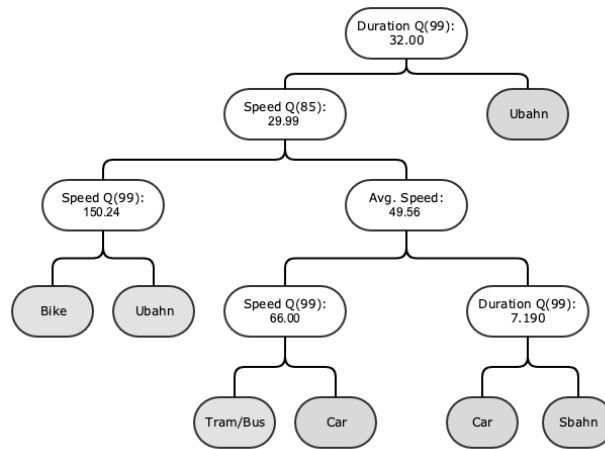 Duration Q(99):
32.00
Speed Q(85):
29.99
Ubahn
Speed Q(99):
150.24
Avg. Speed:
49.56
Bike
Ubahn
Speed Q(99):
66.00
Duration Q(99):
7.190
Tram/Bus
Car
Car
Sbahn